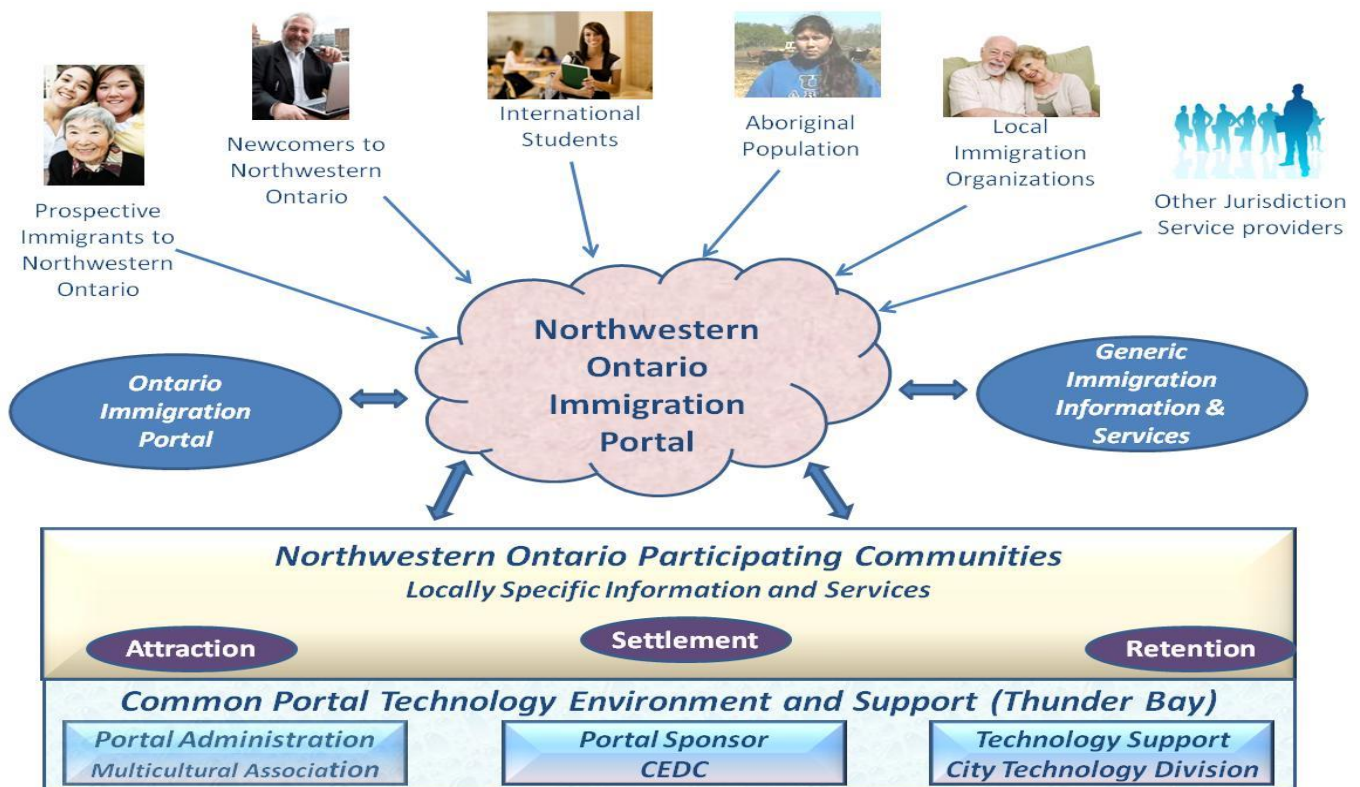 Prospective
Immigrants to
Northwestern
Ontario
Newcomers to
Northwestern
Ontario
International
Students
Aboriginal
Population
Local
Immigration
Organizations
Other Jurisdiction
Service providers
Northwestern
Ontario
Immigration
Portal
Ontario
Immigration
Portal
Generic
Immigration
Information &
Services
Northwestern Ontario Participating Communities
Locally Specific Information and Services
Attraction
Settlement
Retention
Common Portal Technology Environment and Support (Thunder Bay)
Portal Administration
Multicultural Association
Portal Sponsor
CEDC
Technology Support
City Technology Division